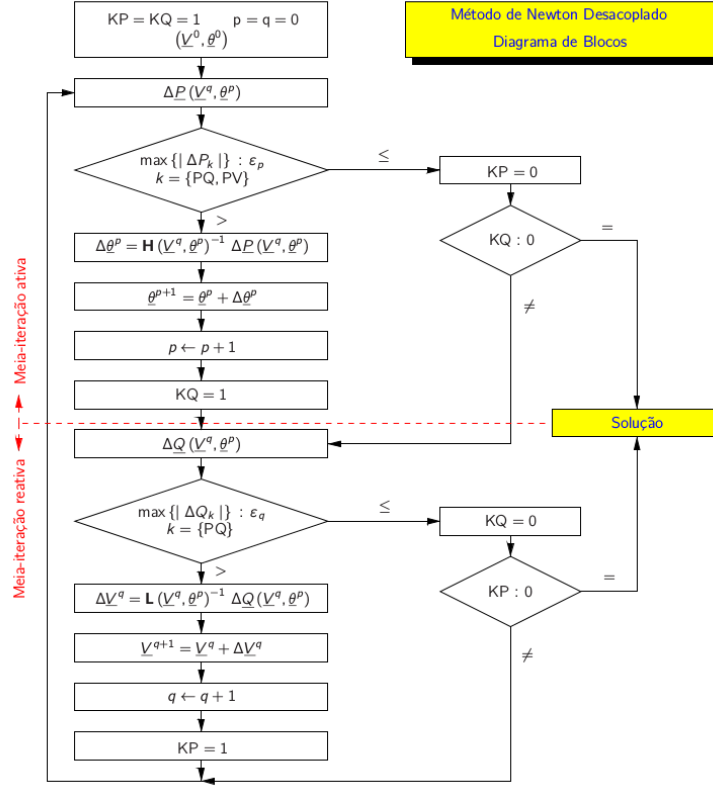 KP = KQ = 1 p = q = 0
(V̲⁰, θ̲⁰)
Método de Newton Desacoplado
Diagrama de Blocos
ΔP̲ (V̲^q, θ̲^p)
max {| ΔP_k |} : ε_p
k = {PQ, PV}
≤
KP = 0
>
KQ : 0
=
≠
Δθ̲^p = H (V̲^q, θ̲^p)^−1 ΔP̲ (V̲^q, θ̲^p)
θ̲^p+1 = θ̲^p + Δθ̲^p
p ← p + 1
KQ = 1
Meia-iteração ativa
Solução
Meia-iteração reativa
ΔQ̲ (V̲^q, θ̲^p)
max {| ΔQ_k |} : ε_q
k = {PQ}
≤
KQ = 0
>
KP : 0
=
≠
ΔV̲^q = L (V̲^q, θ̲^p)^−1 ΔQ̲ (V̲^q, θ̲^p)
V̲^q+1 = V̲^q + ΔV̲^q
q ← q + 1
KP = 1